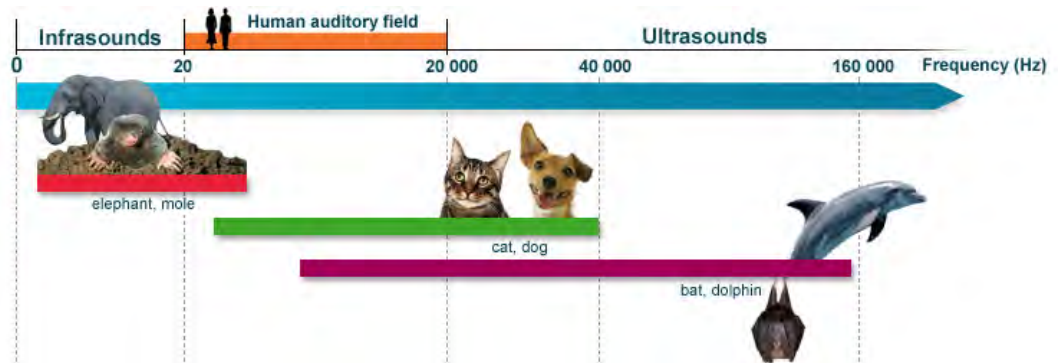 Human auditory field
Infrasounds
Ultrasounds
0
20
20 000
40 000
160 000
Frequency (Hz)
elephant, mole
cat, dog
bat, dolphin